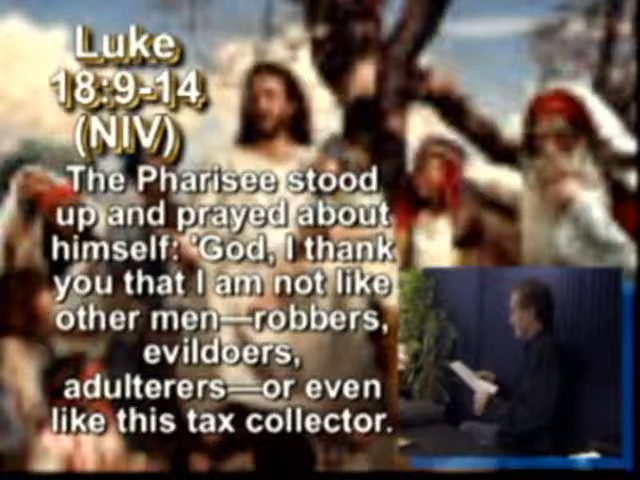 Luke
18:9-14
(NIV)
The Pharisee stood
up and prayed about
himself: 'God, I thank
you that I am not like
other men—robbers,
evildoers,
adulterers—or even
like this tax collector.